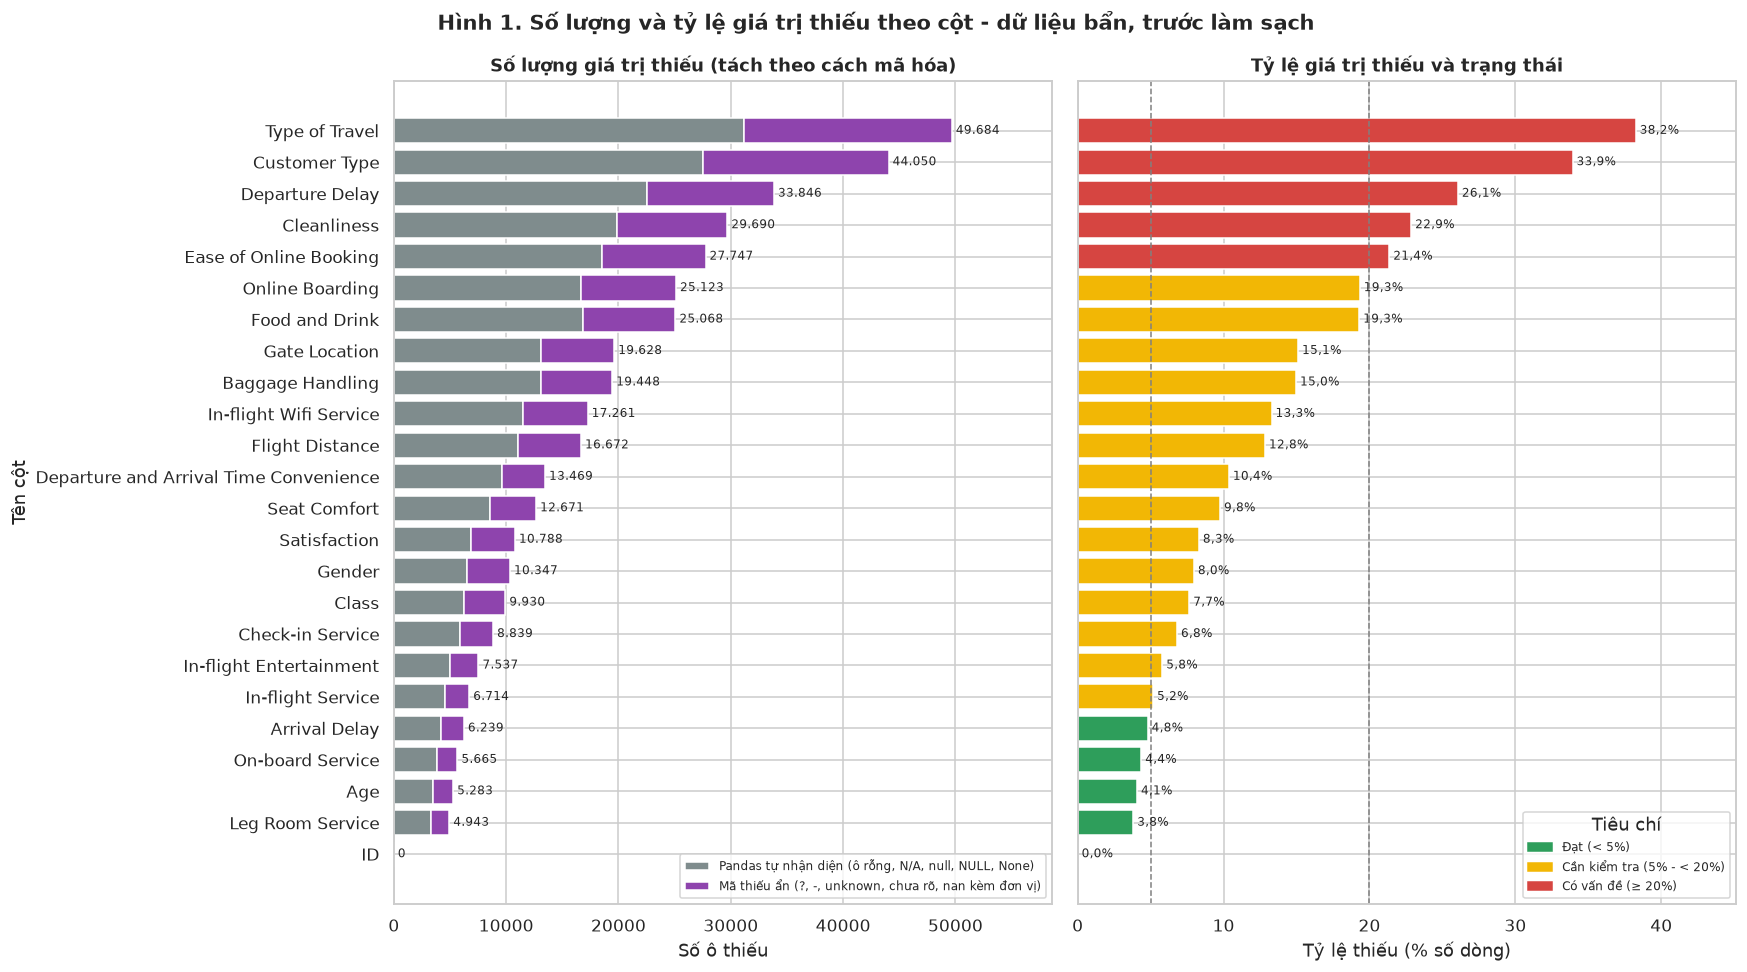 Hình 1. Số lượng và tỷ lệ giá trị thiếu theo cột - dữ liệu bẩn, trước làm sạch
Số lượng giá trị thiếu (tách theo cách mã hóa)
Tên cột
Type of Travel 49.684
Customer Type 44.050
Departure Delay 33.846
Cleanliness 29.690
Ease of Online Booking 27.747
Online Boarding 25.123
Food and Drink 25.068
Gate Location 19.628
Baggage Handling 19.448
In-flight Wifi Service 17.261
Flight Distance 16.672
Departure and Arrival Time Convenience 13.469
Seat Comfort 12.671
Satisfaction 10.788
Gender 10.347
Class 9.930
Check-in Service 8.839
In-flight Entertainment 7.537
In-flight Service 6.714
Arrival Delay 6.239
On-board Service 5.665
Age 5.283
Leg Room Service 4.943
ID 0
Pandas tự nhận diện (ô rỗng, N/A, null, NULL, None)
Mã thiếu ẩn (?, -, unknown, chưa rõ, nan kèm đơn vị)
0 10000 20000 30000 40000 50000
Số ô thiếu
Tỷ lệ giá trị thiếu và trạng thái
38,2%
33,9%
26,1%
22,9%
21,4%
19,3%
19,3%
15,1%
15,0%
13,3%
12,8%
10,4%
9,8%
8,3%
8,0%
7,7%
6,8%
5,8%
5,2%
4,8%
4,4%
4,1%
3,8%
0,0%
Tiêu chí
Đạt (< 5%)
Cần kiểm tra (5% - < 20%)
Có vấn đề (≥ 20%)
0 10 20 30 40
Tỷ lệ thiếu (% số dòng)